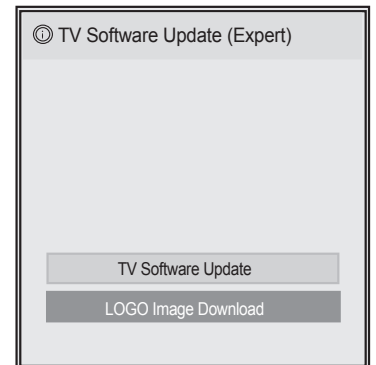 ⓘ TV Software Update (Expert)
TV Software Update
LOGO Image Download